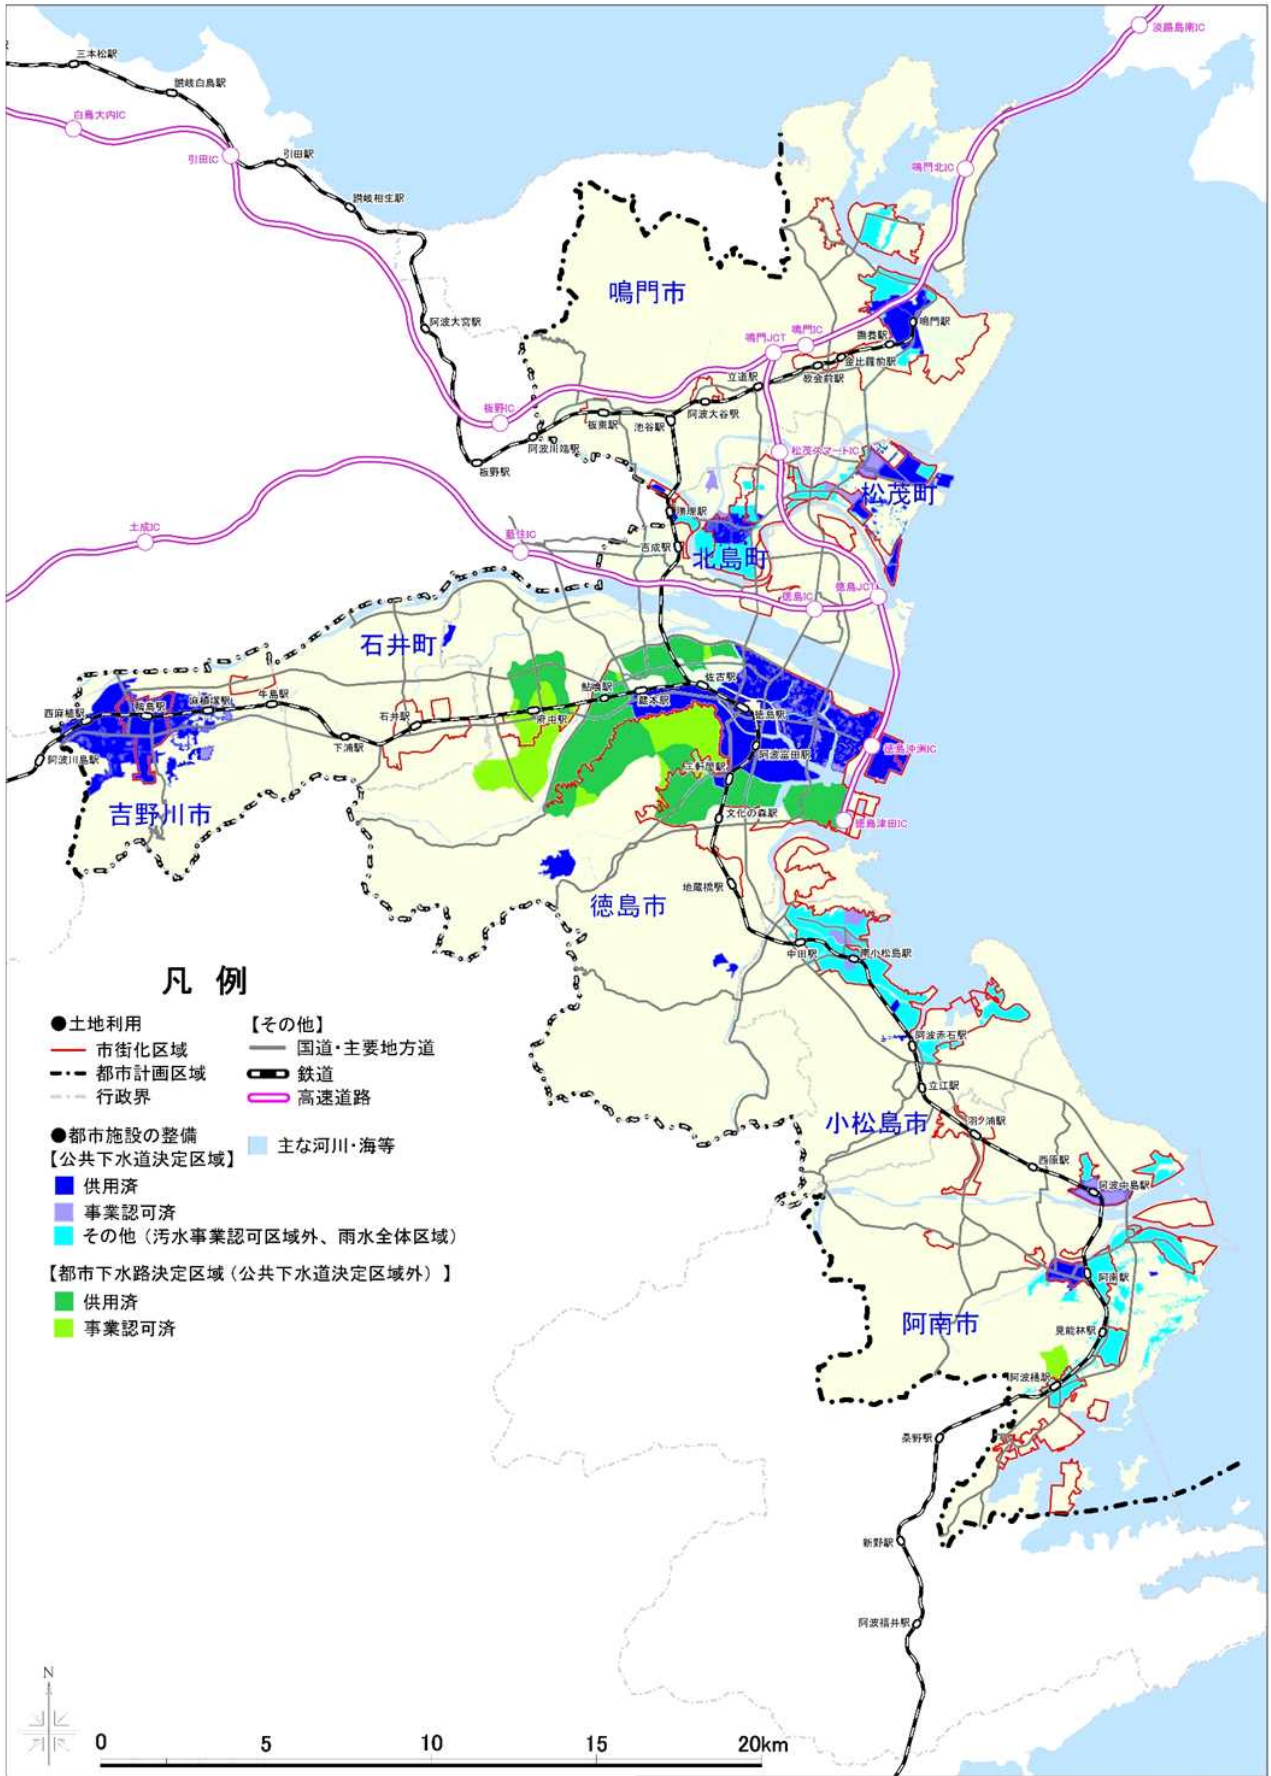 淡路島南IC
三本松駅
讃岐白鳥駅
白鳥大内IC
引田IC
引田駅
鳴門北IC
讃岐相生駅
鳴門市
阿波大宮駅
鳴門駅
撫養駅
鳴門IC
鳴門JCT
金比羅前駅
教会前駅
立道駅
阿波大谷駅
板野IC
板東駅
池谷駅
阿波川端駅
松茂スマートIC
板野駅
松茂町
勝瑞駅
土成IC
藍住IC
吉成駅
北島町
徳島JCT
徳島IC
石井町
佐古駅
鮎喰駅
蔵本駅
牛島駅
麻植塚駅
鴨島駅
西麻植駅
石井駅
府中駅
徳島駅
下浦駅
阿波富田駅
徳島沖洲IC
阿波川島駅
二軒屋駅
吉野川市
文化の森駅
徳島津田IC
地蔵橋駅
徳島市
中田駅
南小松島駅
凡 例
●土地利用
【その他】
市街化区域
国道・主要地方道
都市計画区域
鉄道
行政界
高速道路
阿波赤石駅
立江駅
小松島市
羽ノ浦駅
●都市施設の整備
主な河川・海等
【公共下水道決定区域】
西原駅
供用済
阿波中島駅
事業認可済
その他(汚水事業認可区域外、雨水全体区域)
【都市下水路決定区域(公共下水道決定区域外)】
供用済
事業認可済
阿南駅
阿南市
見能林駅
阿波橘駅
桑野駅
新野駅
阿波福井駅
N
0 5 10 15 20km